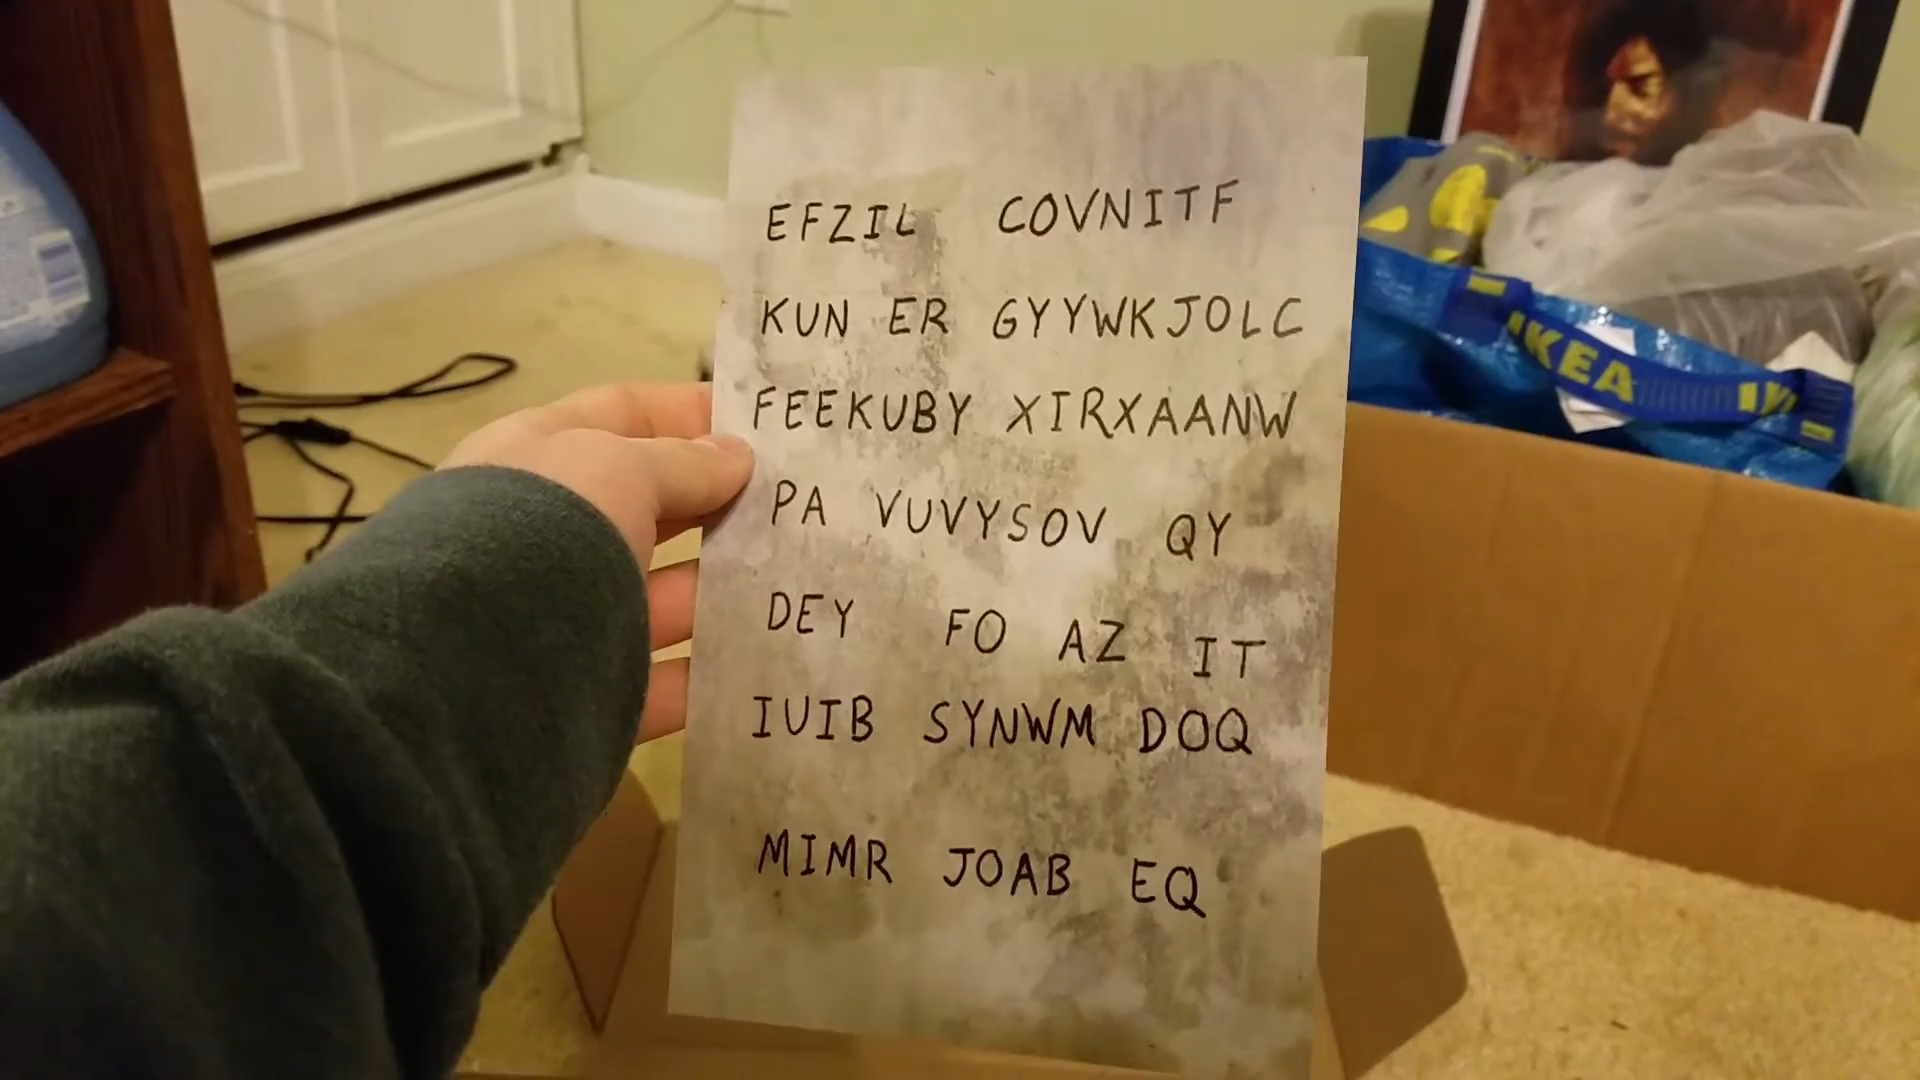 EFZIL COVNITF
KUN ER GYYWKJOLC
FEEKUBY XIRXAANW
PA VUVYSOV QY
DEY FO AZ IT
IUIB SYNWM DOQ
MIMR JOAB EQ
IKEA